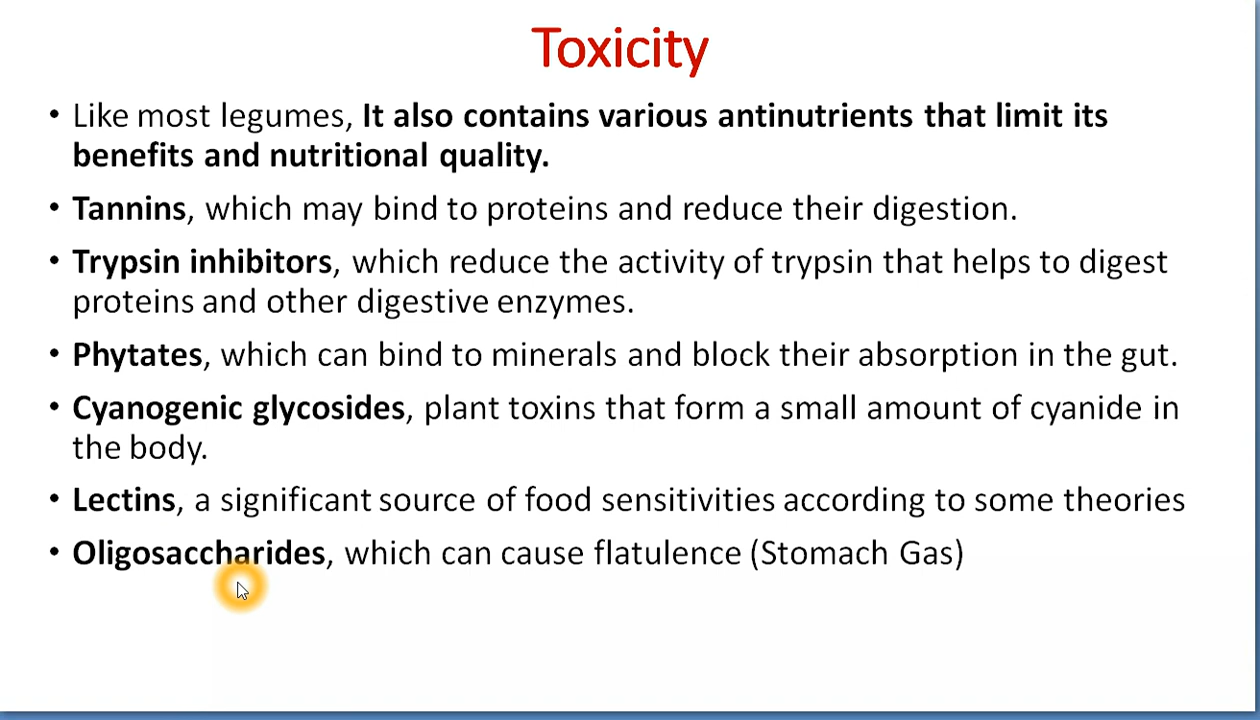 Toxicity
• Like most legumes, It also contains various antinutrients that limit its
benefits and nutritional quality.
• Tannins, which may bind to proteins and reduce their digestion.
• Trypsin inhibitors, which reduce the activity of trypsin that helps to digest
proteins and other digestive enzymes.
• Phytates, which can bind to minerals and block their absorption in the gut.
• Cyanogenic glycosides, plant toxins that form a small amount of cyanide in
the body.
• Lectins, a significant source of food sensitivities according to some theories
• Oligosaccharides, which can cause flatulence (Stomach Gas)